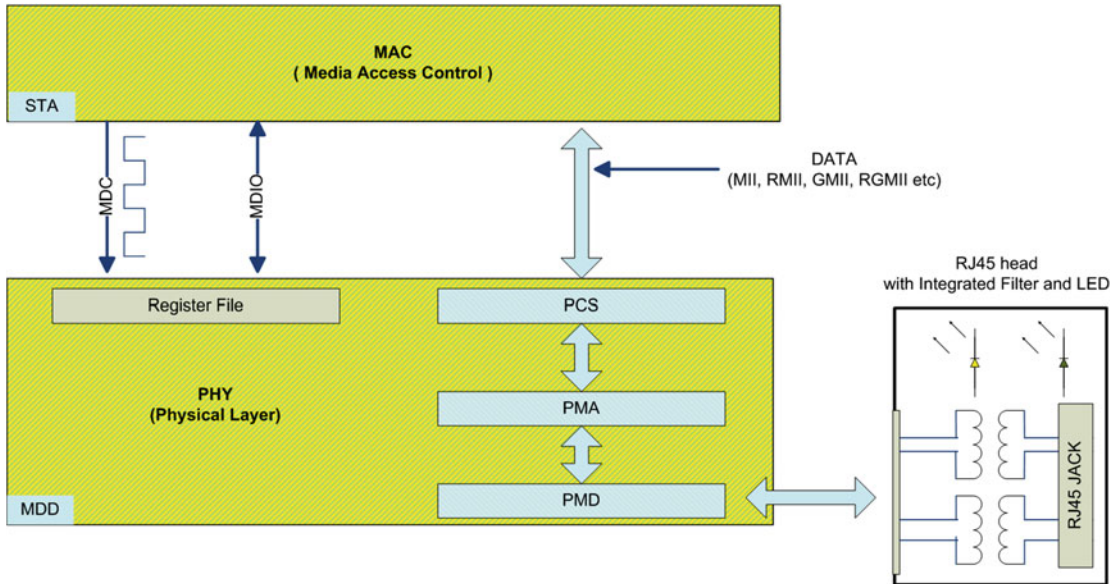 MAC
( Media Access Control )
STA
MDC
MDIO
DATA
(MII, RMII, GMII, RGMII etc)
RJ45 head
with Integrated Filter and LED
Register File
PCS
PHY
(Physical Layer)
PMA
MDD
PMD
RJ45 JACK